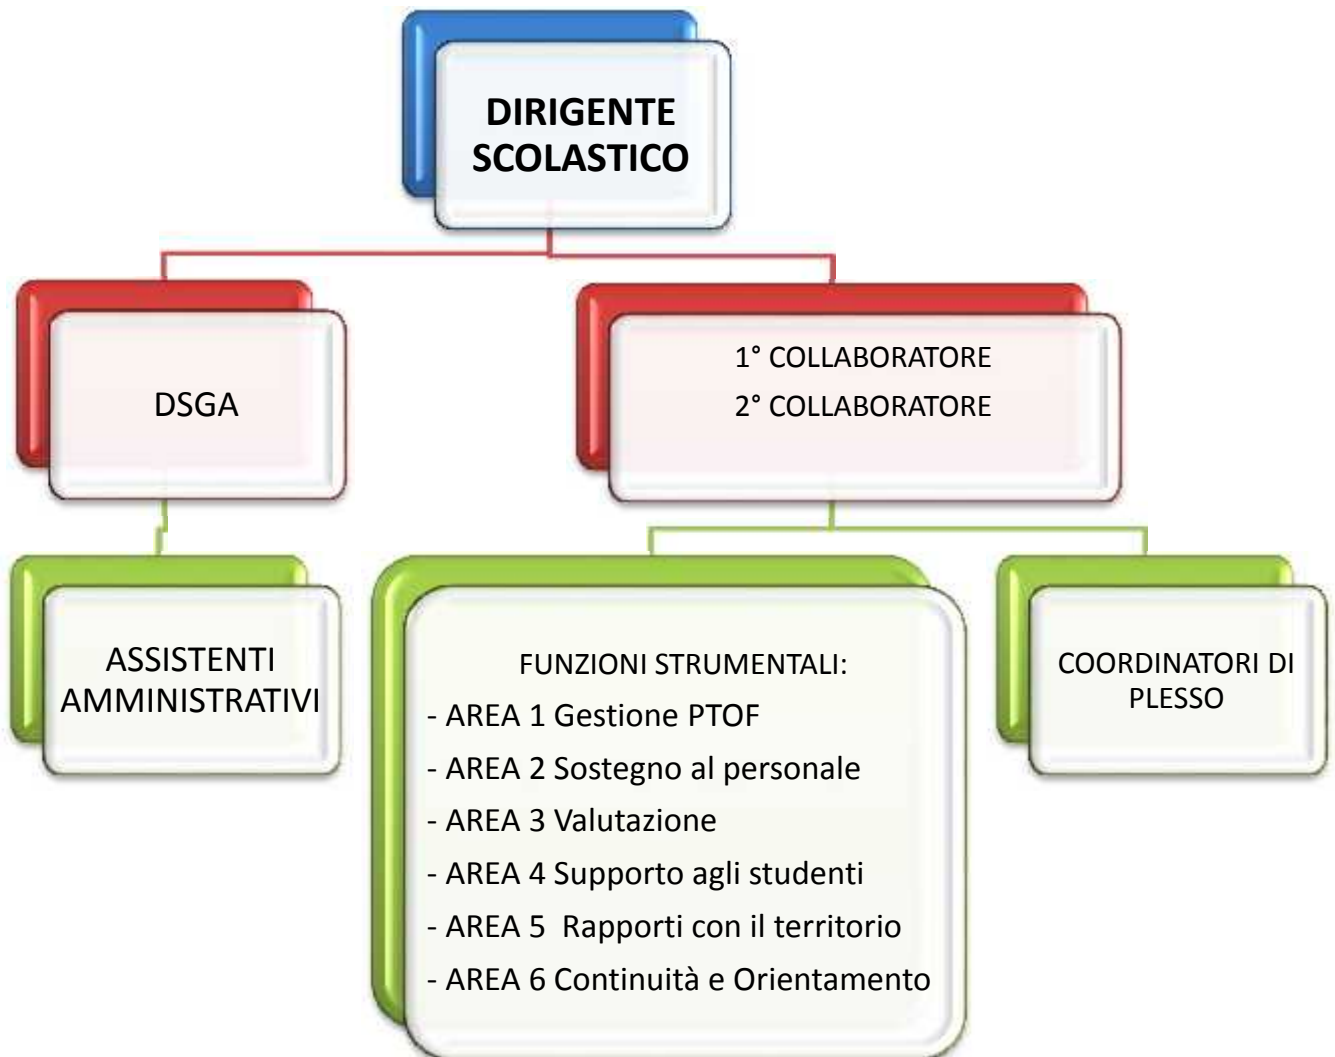 DIRIGENTE
SCOLASTICO
DSGA
1° COLLABORATORE
2° COLLABORATORE
ASSISTENTI
AMMINISTRATIVI
FUNZIONI STRUMENTALI:
- AREA 1 Gestione PTOF
- AREA 2 Sostegno al personale
- AREA 3 Valutazione
- AREA 4 Supporto agli studenti
- AREA 5  Rapporti con il territorio
- AREA 6 Continuità e Orientamento
COORDINATORI DI
PLESSO